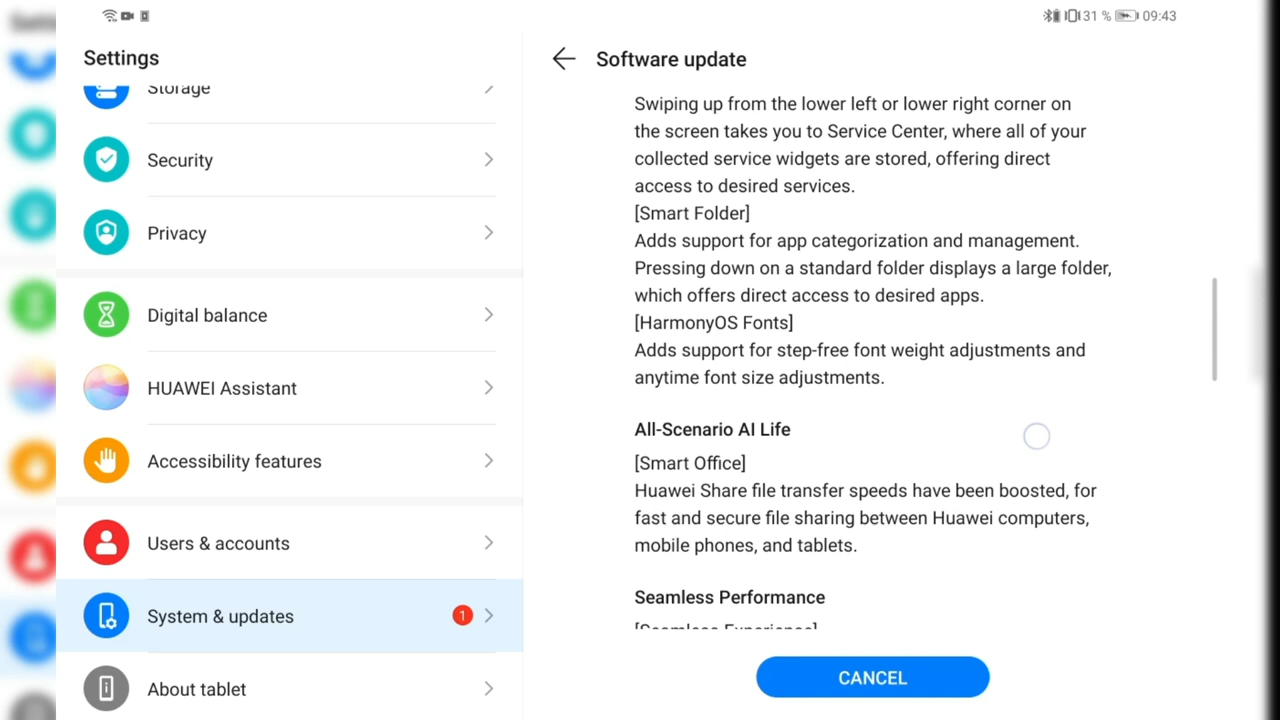 31 % 09:43
Settings
Storage
Security
Privacy
Digital balance
HUAWEI Assistant
Accessibility features
Users & accounts
System & updates 1
About tablet
Software update
Swiping up from the lower left or lower right corner on
the screen takes you to Service Center, where all of your
collected service widgets are stored, offering direct
access to desired services.
[Smart Folder]
Adds support for app categorization and management.
Pressing down on a standard folder displays a large folder,
which offers direct access to desired apps.
[HarmonyOS Fonts]
Adds support for step-free font weight adjustments and
anytime font size adjustments.
All-Scenario AI Life
[Smart Office]
Huawei Share file transfer speeds have been boosted, for
fast and secure file sharing between Huawei computers,
mobile phones, and tablets.
Seamless Performance
[Seamless Experience]
CANCEL